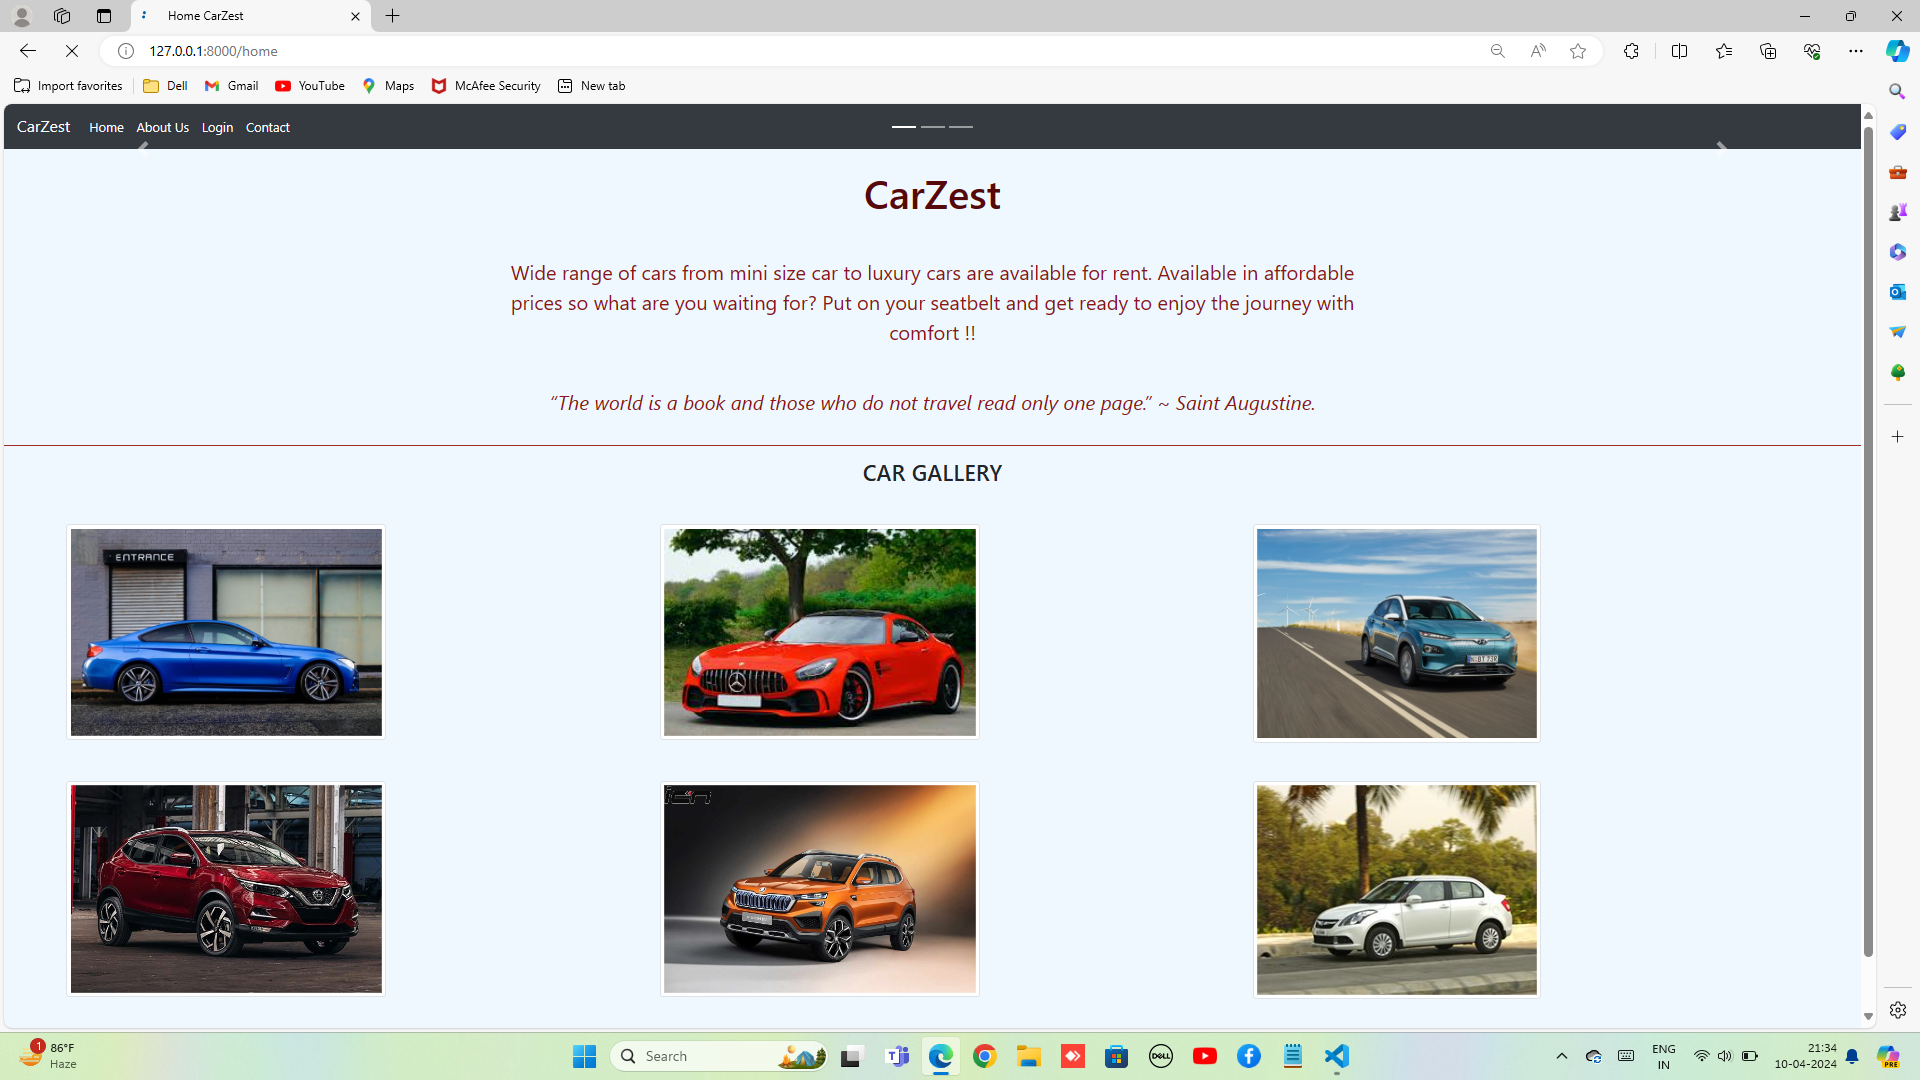 Home CarZest
127.0.0.1:8000/home
Import favorites
Dell
Gmail
YouTube
Maps
McAfee Security
New tab
CarZest
Home
About Us
Login
Contact
CarZest
Wide range of cars from mini size car to luxury cars are available for rent. Available in affordable
prices so what are you waiting for? Put on your seatbelt and get ready to enjoy the journey with
comfort !!
“The world is a book and those who do not travel read only one page.” ~ Saint Augustine.
CAR GALLERY
ENTRANCE
1
86°F
Haze
Search
DELL
ENG
IN
21:34
10-04-2024
PRE